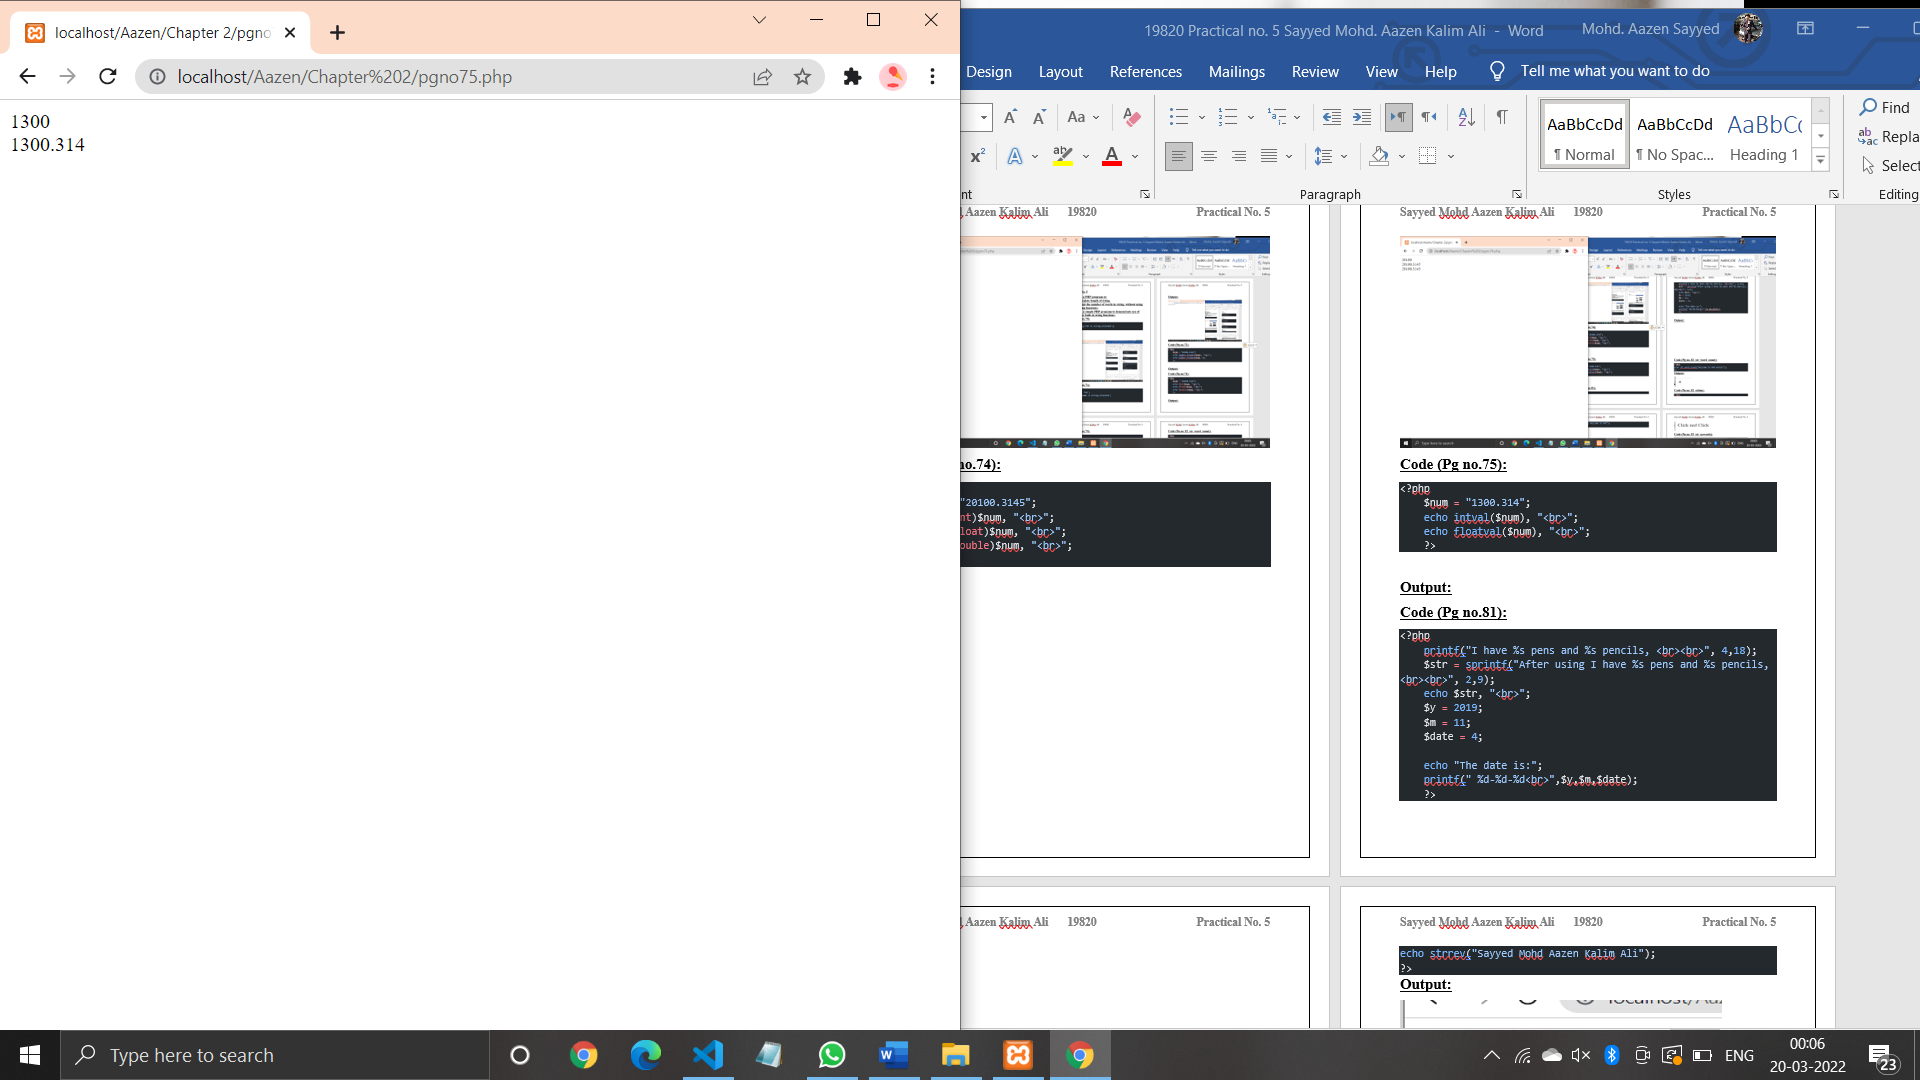 localhost/Aazen/Chapter 2/pgno
localhost/Aazen/Chapter%202/pgno75.php
1300
1300.314
19820 Practical no. 5 Sayyed Mohd. Aazen Kalim Ali - Word
Mohd. Aazen Sayyed
Design Layout References Mailings Review View Help Tell me what you want to do
Aa
AaBbCcDd AaBbCcDd AaBbC
¶ Normal ¶ No Spac... Heading 1
Find
Repla
Select
nt Paragraph Styles Editing
Aazen Kalim Ali 19820 Practical No. 5
no.74):
"20100.3145";
nt)$num, "<br>";
loat)$num, "<br>";
ouble)$num, "<br>";
Sayyed Mohd Aazen Kalim Ali 19820 Practical No. 5
Code (Pg no.75):
<?php
$num = "1300.314";
echo intval($num), "<br>";
echo floatval($num), "<br>";
?>
Output:
Code (Pg no.81):
<?php
printf("I have %s pens and %s pencils, <br><br>", 4,18);
$str = sprintf("After using I have %s pens and %s pencils,
<br><br>", 2,9);
echo $str, "<br>";
$y = 2019;
$m = 11;
$date = 4;
echo "The date is:";
printf(" %d-%d-%d<br>",$y,$m,$date);
?>
Aazen Kalim Ali 19820 Practical No. 5
Sayyed Mohd Aazen Kalim Ali 19820 Practical No. 5
echo strrev("Sayyed Mohd Aazen Kalim Ali");
?>
Output:
Type here to search
ENG
00:06
20-03-2022
23